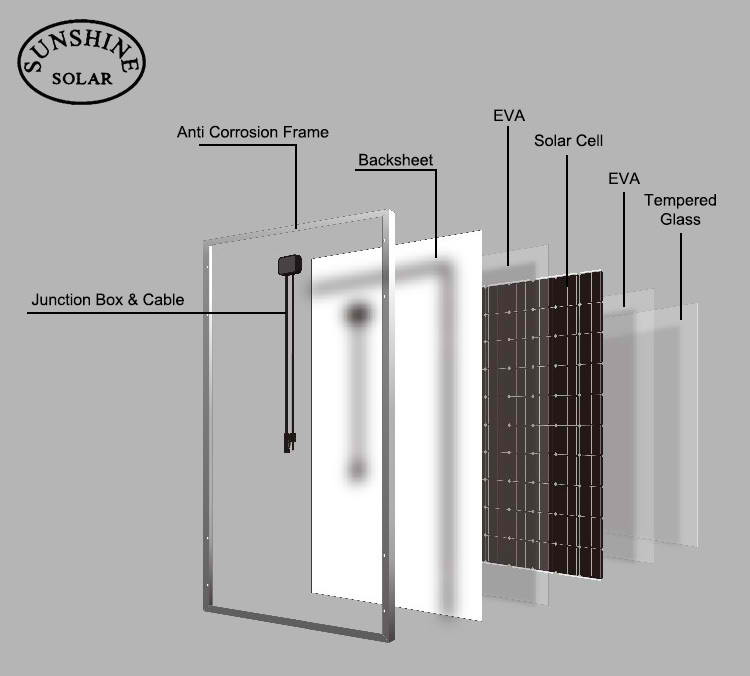 SUNSHINE
SOLAR
Anti Corrosion Frame
Backsheet
EVA
Solar Cell
EVA
Tempered
Glass
Junction Box & Cable